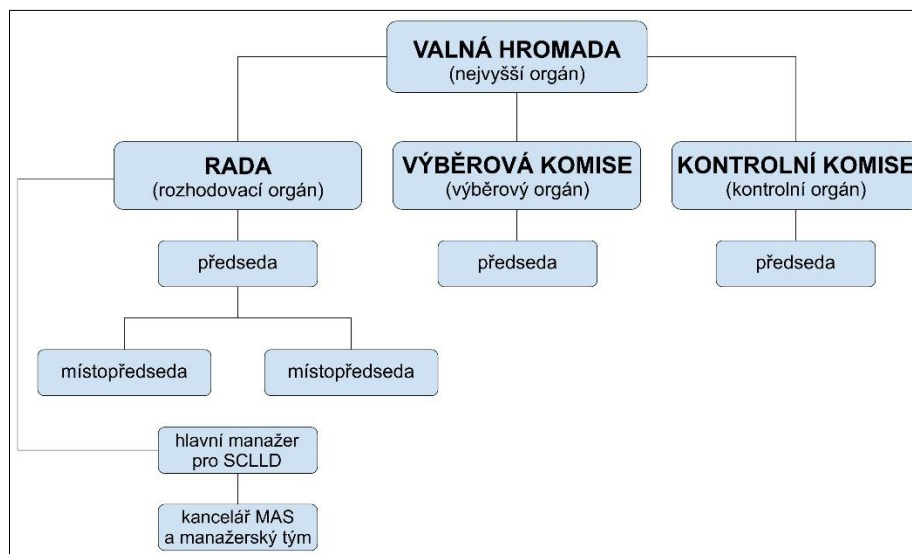 VALNÁ HROMADA
(nejvyšší orgán)
RADA
(rozhodovací orgán)
VÝBĚROVÁ KOMISE
(výběrový orgán)
KONTROLNÍ KOMISE
(kontrolní orgán)
předseda
předseda
předseda
místopředseda
místopředseda
hlavní manažer
pro SCLLD
kancelář MAS
a manažerský tým